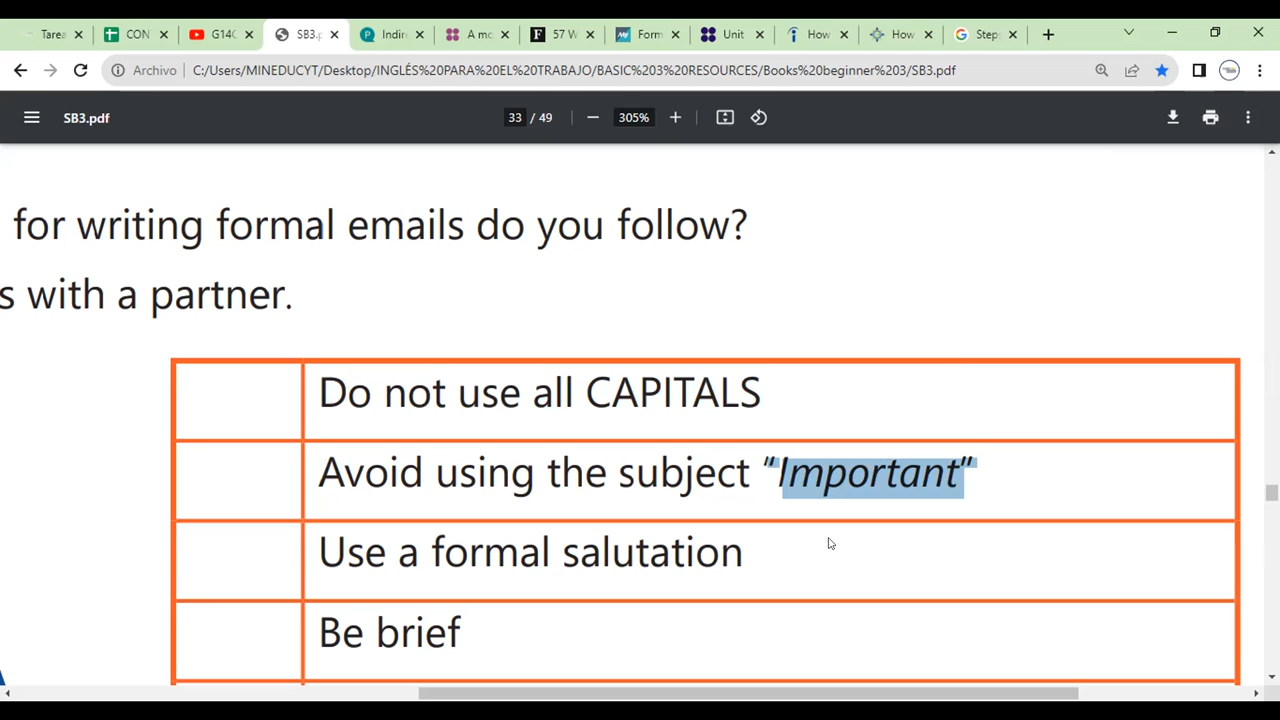 Tarea
CON
G14C
SB3.p
Indire
A mo
57 W
Form
Unit
How
How
Step
Archivo
C:/Users/MINEDUCYT/Desktop/INGLÉS%20PARA%20EL%20TRABAJO/BASIC%203%20RESOURCES/Books%20beginner%203/SB3.pdf
SB3.pdf
33 / 49
305%
for writing formal emails do you follow?
s with a partner.
Do not use all CAPITALS
Avoid using the subject “Important”
Use a formal salutation
Be brief